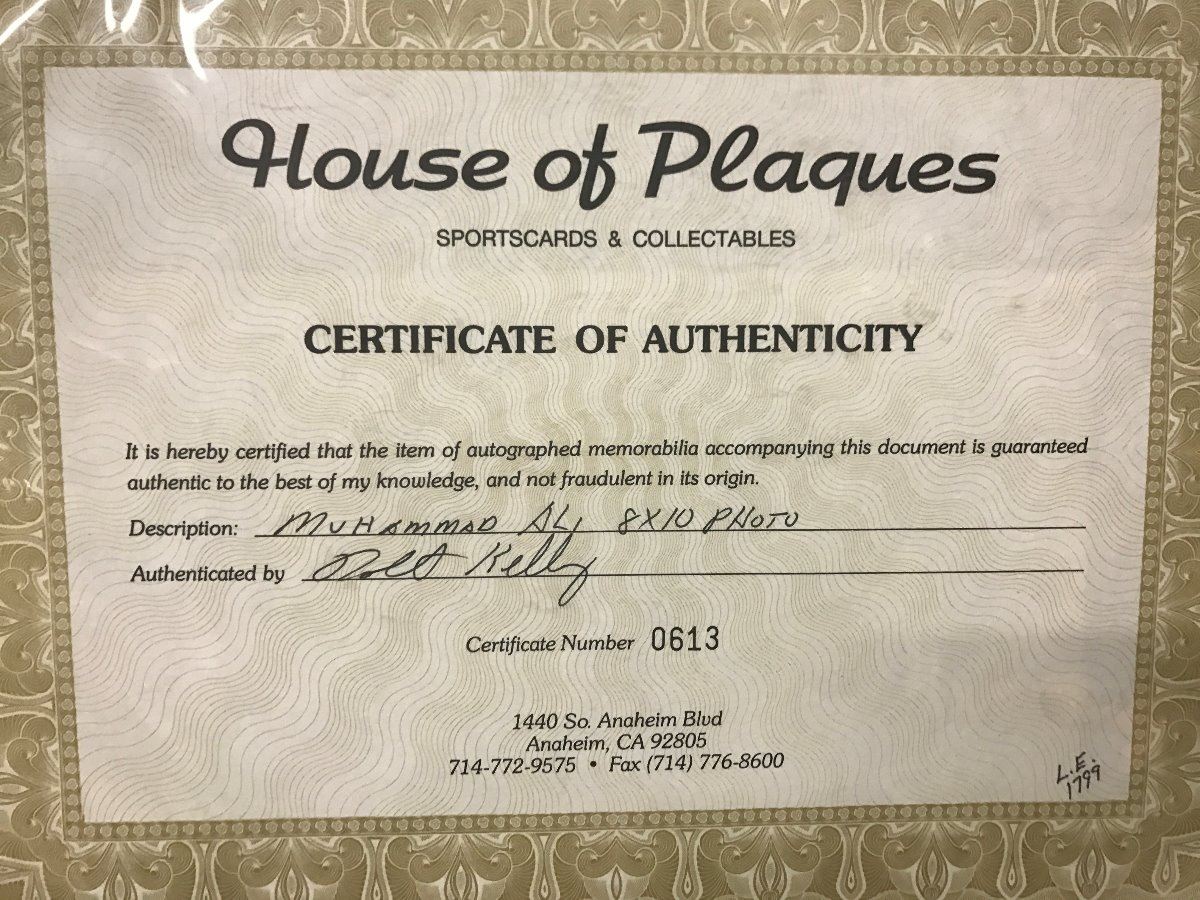 House of Plaques
SPORTSCARDS & COLLECTABLES
CERTIFICATE OF AUTHENTICITY
It is hereby certified that the item of autographed memorabilia accompanying this document is guaranteed
authentic to the best of my knowledge, and not fraudulent in its origin.
Description: MUHAMMAD ALI 8X10 PHOTO
Authenticated by Kelly
Certificate Number 0613
1440 So. Anaheim Blvd
Anaheim, CA 92805
714-772-9575 • Fax (714) 776-8600
L.E.
1799